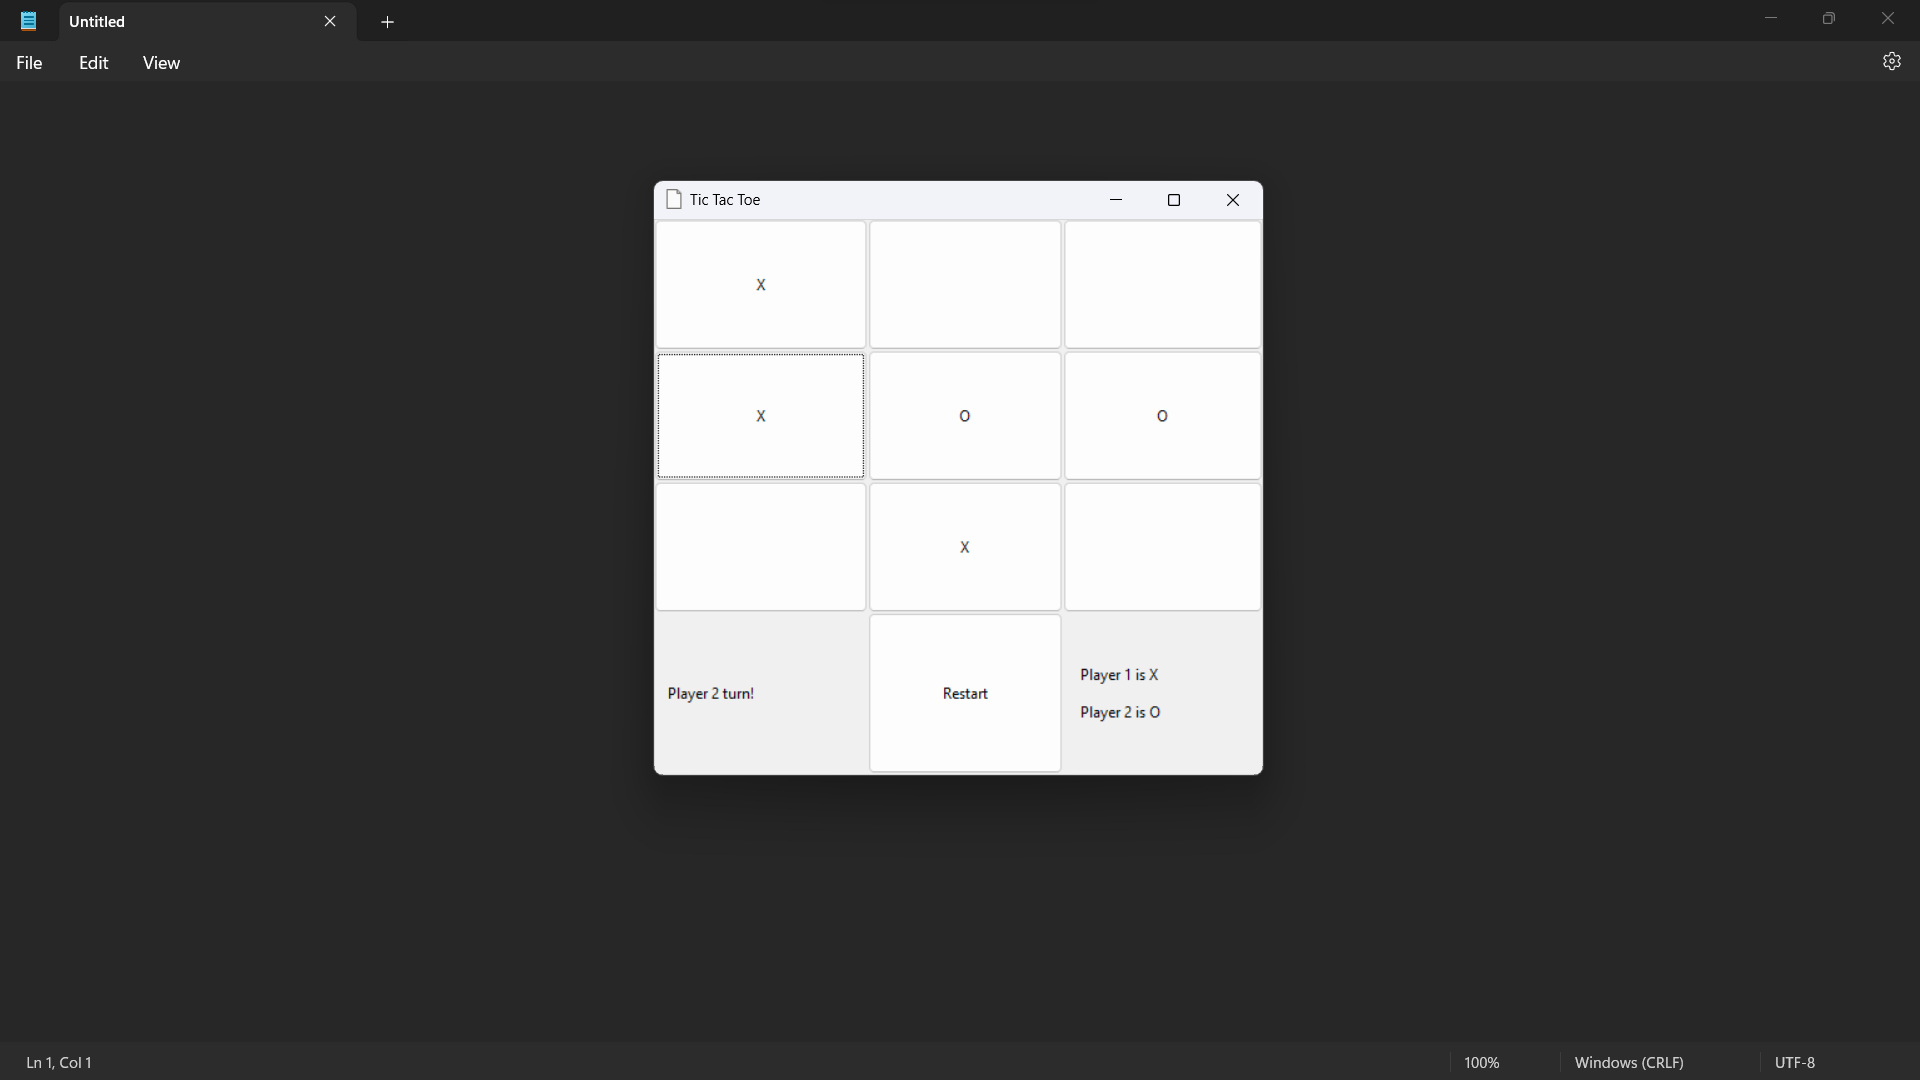 Untitled
File Edit View
Tic Tac Toe
X
X O O
X
Player 2 turn!
Restart
Player 1 is X
Player 2 is O
Ln 1, Col 1 100% Windows (CRLF) UTF-8